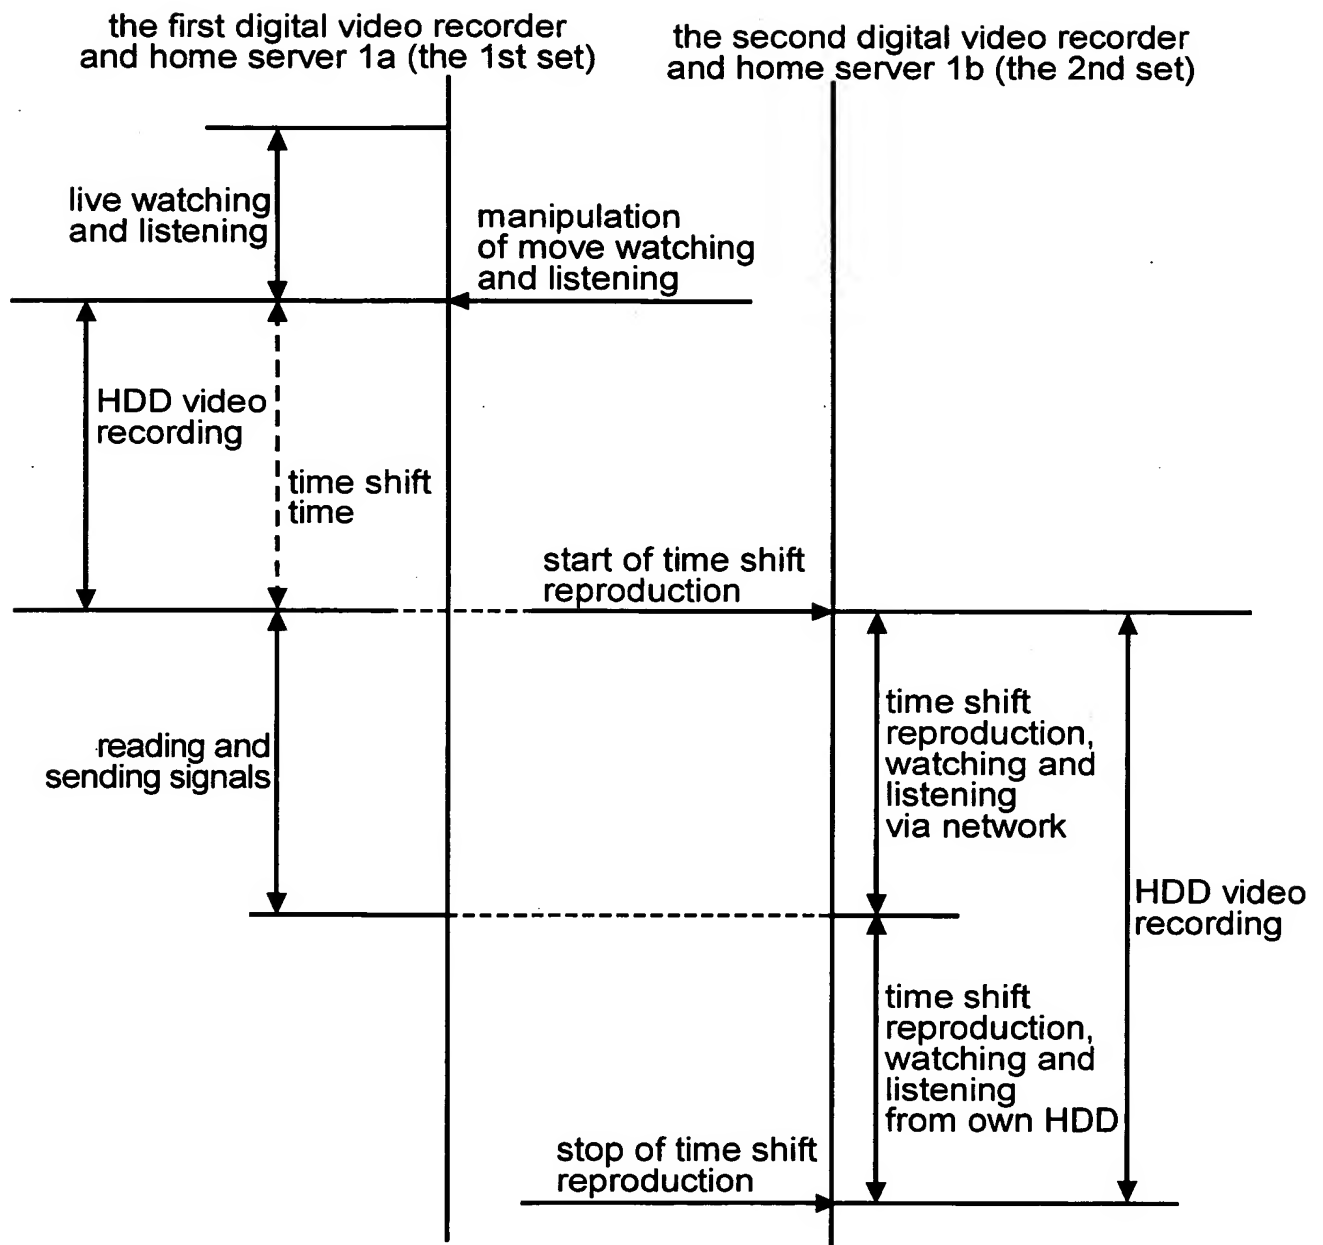 the first digital video recorder
and home server 1a (the 1st set)
the second digital video recorder
and home server 1b (the 2nd set)
live watching
and listening
manipulation
of move watching
and listening
HDD video
recording
time shift
time
start of time shift
reproduction
time shift
reproduction,
watching and
listening
via network
reading and
sending signals
HDD video
recording
time shift
reproduction,
watching and
listening
from own HDD
stop of time shift
reproduction